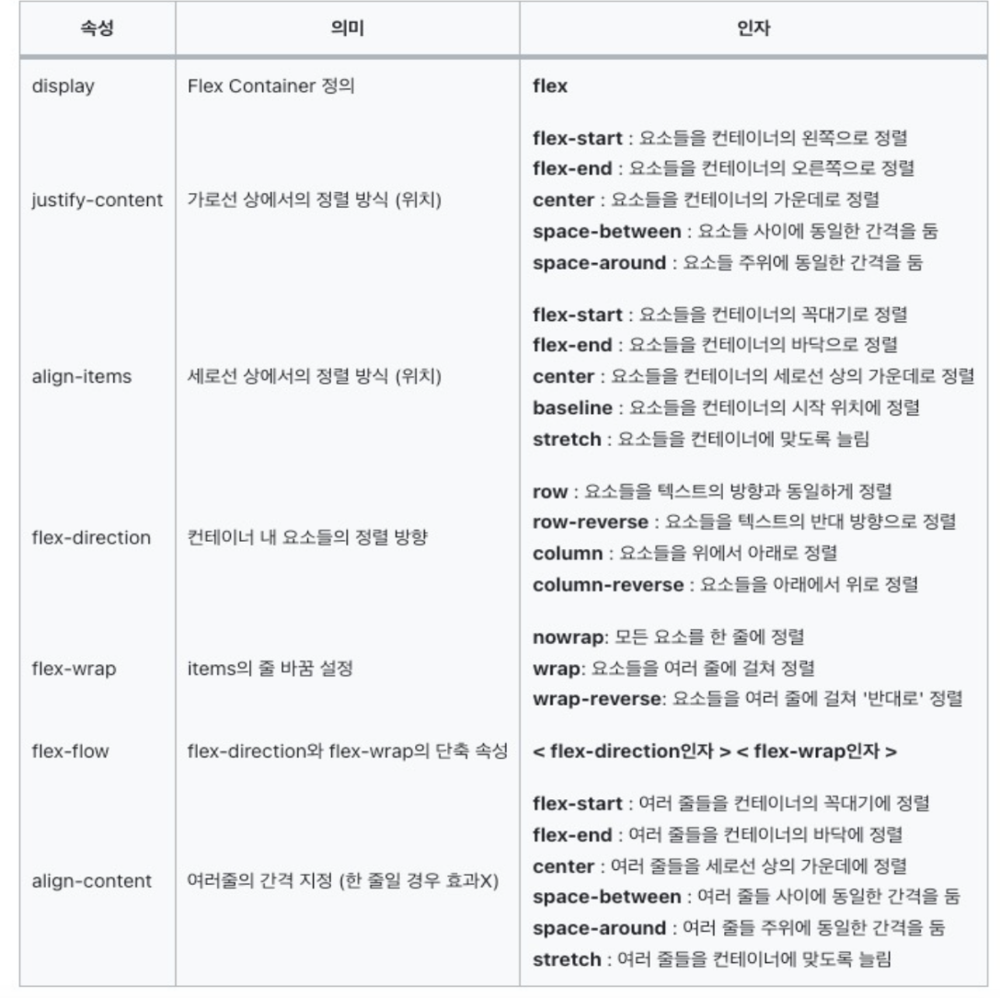 속성 의미 인자
display Flex Container 정의 flex
justify-content 가로선 상에서의 정렬 방식 (위치)
flex-start : 요소들을 컨테이너의 왼쪽으로 정렬
flex-end : 요소들을 컨테이너의 오른쪽으로 정렬
center : 요소들을 컨테이너의 가운데로 정렬
space-between : 요소들 사이에 동일한 간격을 둠
space-around : 요소들 주위에 동일한 간격을 둠
align-items 세로선 상에서의 정렬 방식 (위치)
flex-start : 요소들을 컨테이너의 꼭대기로 정렬
flex-end : 요소들을 컨테이너의 바닥으로 정렬
center : 요소들을 컨테이너의 세로선 상의 가운데로 정렬
baseline : 요소들을 컨테이너의 시작 위치에 정렬
stretch : 요소들을 컨테이너에 맞도록 늘림
flex-direction 컨테이너 내 요소들의 정렬 방향
row : 요소들을 텍스트의 방향과 동일하게 정렬
row-reverse : 요소들을 텍스트의 반대 방향으로 정렬
column : 요소들을 위에서 아래로 정렬
column-reverse : 요소들을 아래에서 위로 정렬
flex-wrap items의 줄 바꿈 설정
nowrap: 모든 요소를 한 줄에 정렬
wrap: 요소들을 여러 줄에 걸쳐 정렬
wrap-reverse: 요소들을 여러 줄에 걸쳐 '반대로' 정렬
flex-flow flex-direction와 flex-wrap의 단축 속성 < flex-direction인자 > < flex-wrap인자 >
align-content 여러줄의 간격 지정 (한 줄일 경우 효과X)
flex-start : 여러 줄들을 컨테이너의 꼭대기에 정렬
flex-end : 여러 줄들을 컨테이너의 바닥에 정렬
center : 여러 줄들을 세로선 상의 가운데에 정렬
space-between : 여러 줄들 사이에 동일한 간격을 둠
space-around : 여러 줄들 주위에 동일한 간격을 둠
stretch : 여러 줄들을 컨테이너에 맞도록 늘림